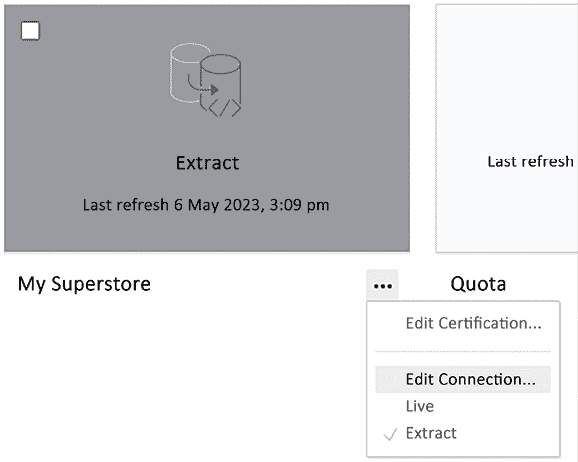 Extract
Last refresh 6 May 2023, 3:09 pm
Last refresh
My Superstore
•••
Quota
Edit Certification...
Edit Connection...
Live
Extract